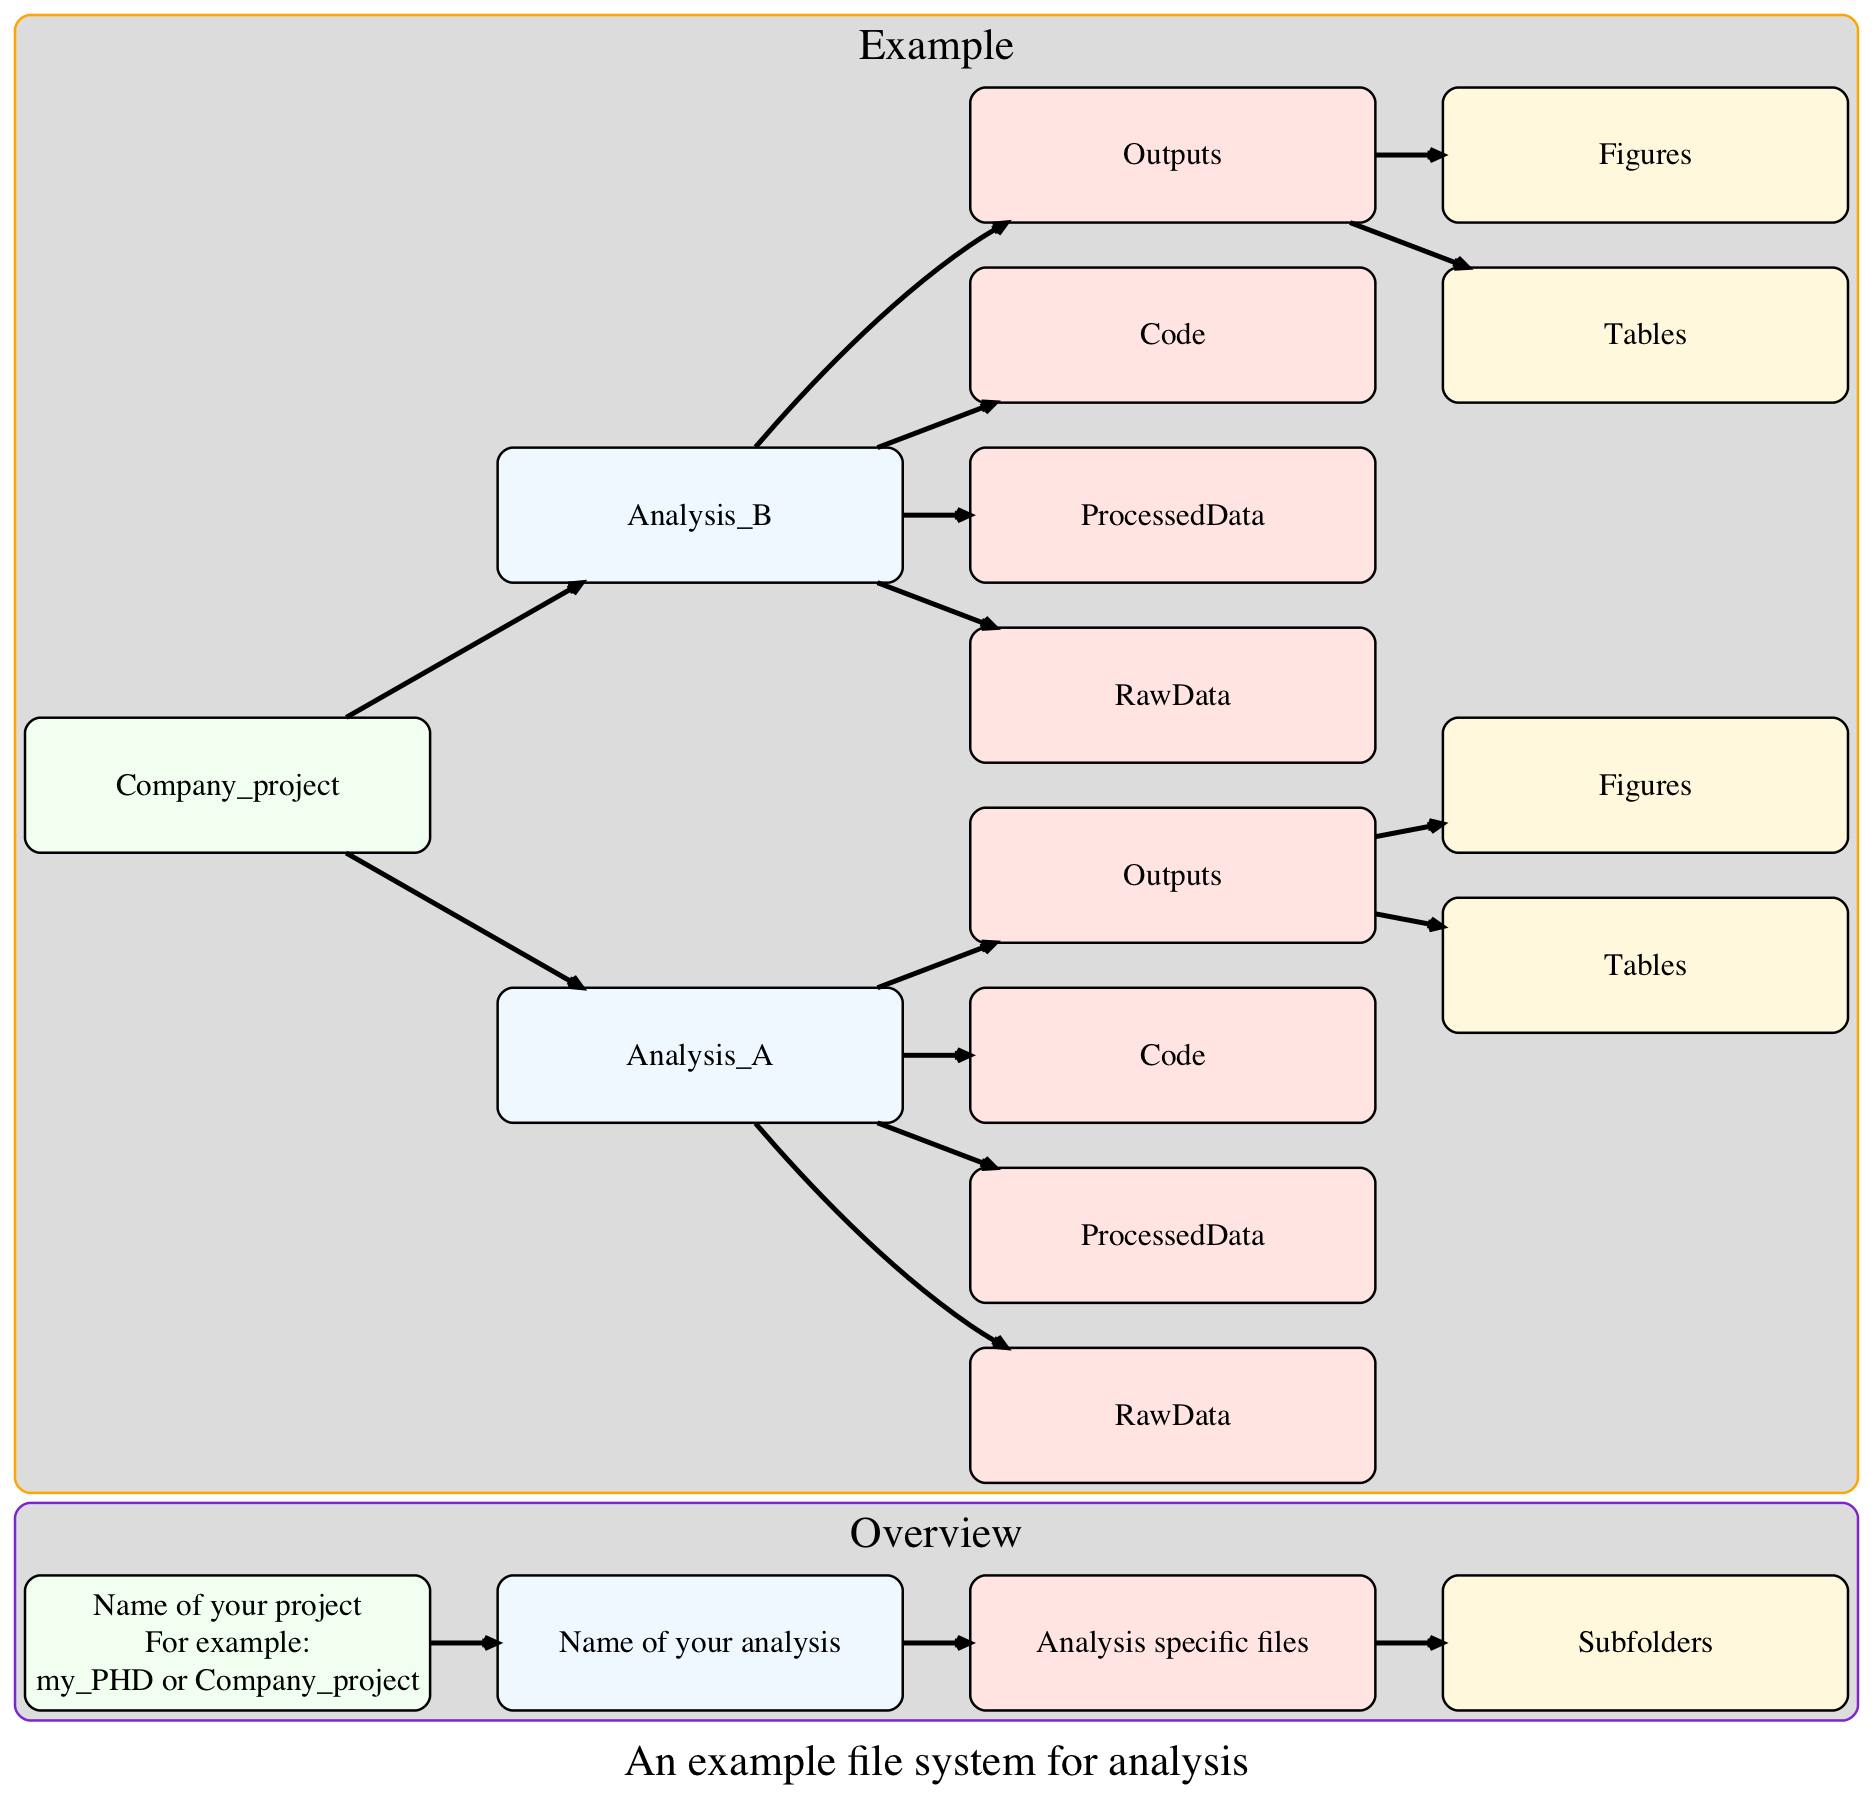 Example
Outputs
Figures
Code
Tables
Analysis_B
ProcessedData
RawData
Company_project
Figures
Outputs
Tables
Analysis_A
Code
ProcessedData
RawData
Overview
Name of your project
For example:
my_PHD or Company_project
Name of your analysis
Analysis specific files
Subfolders
An example file system for analysis